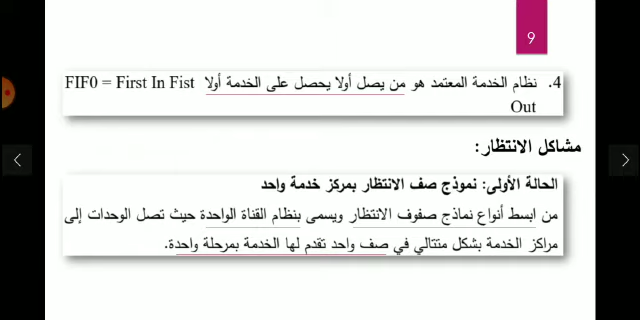 9
4. نظام الخدمة المعتمد هو من يصل أولا يحصل على الخدمة أولا FIF0 = First In Fist
Out
مشاكل الانتظار:
الحالة الأولى: نموذج صف الانتظار بمركز خدمة واحد
من ابسط أنواع نماذج صفوف الانتظار ويسمى بنظام القناة الواحدة حيث تصل الوحدات إلى
مراكز الخدمة بشكل متتالي في صف واحد تقدم لها الخدمة بمرحلة واحدة.